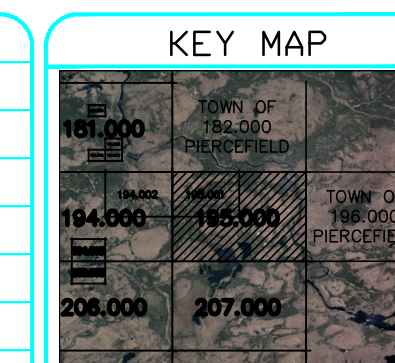 KEY MAP
TOWN OF
182.000
PIERCEFIELD
181.000
194.002
195.001
TOWN O
196.000
PIERCEFIE
194.000
195.000
206.000
207.000